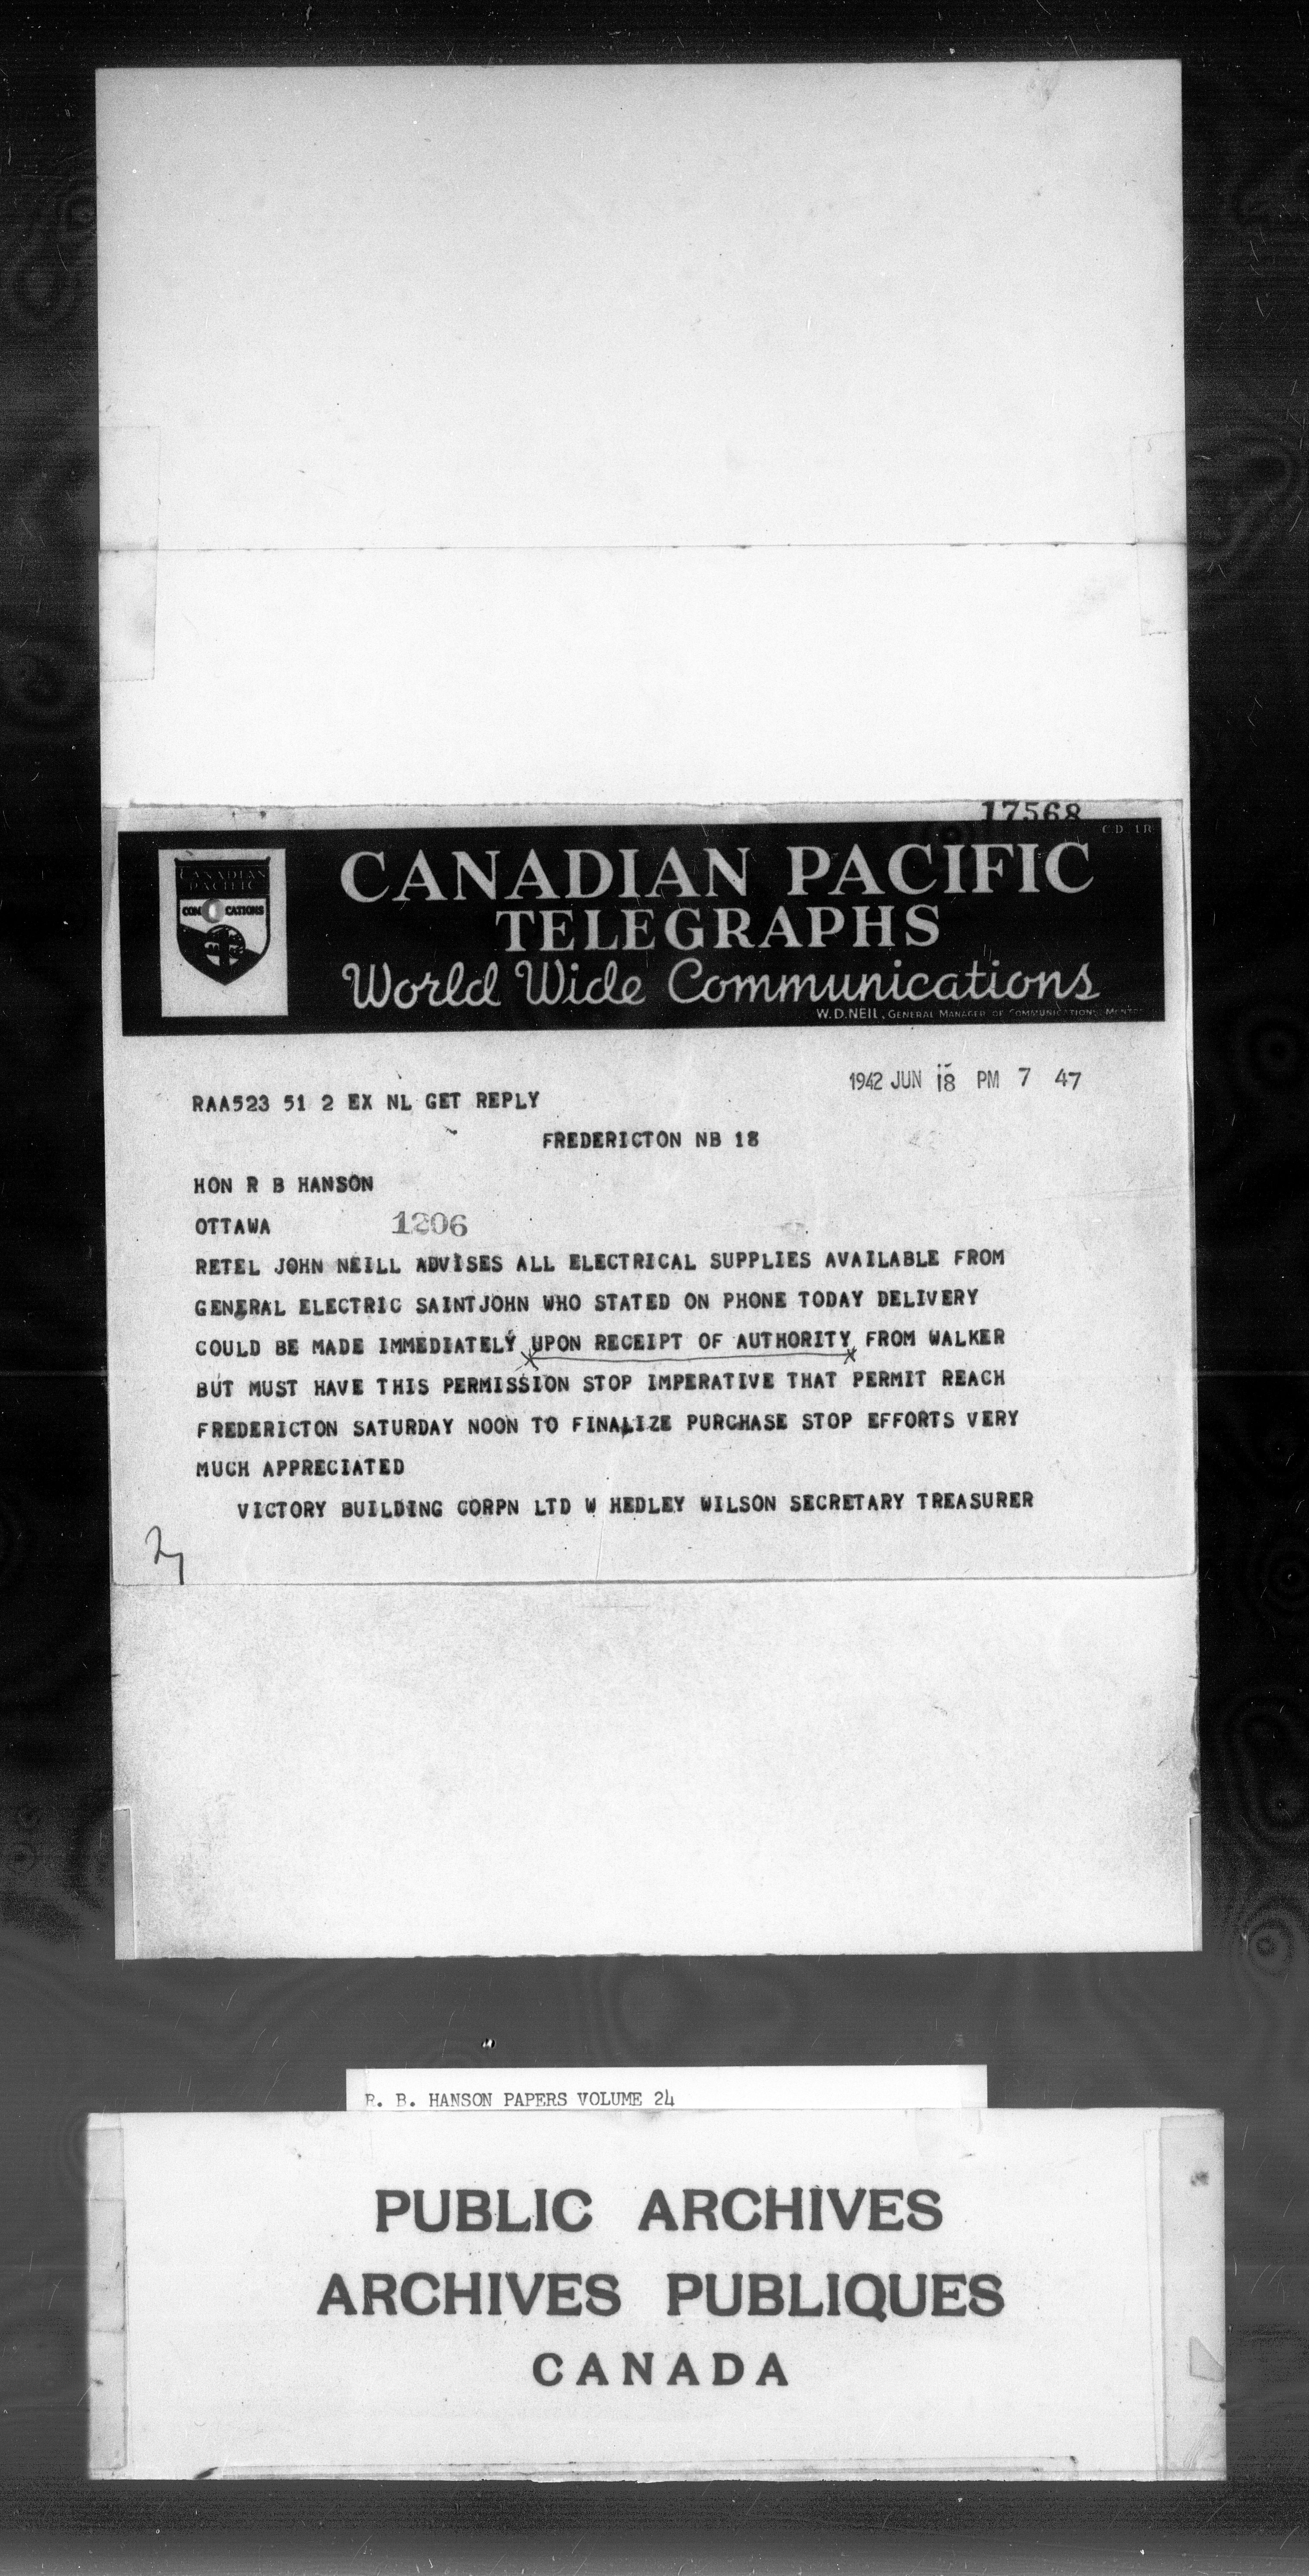 17568
C.D. 1R
CANADIAN PACIFIC
TELEGRAPHS
World Wide Communications
W.D.NEIL, GENERAL MANAGER OF COMMUNICATIONS,
CANADIAN
PACIFIC
COM CATIONS
1942 JUN 18 PM 7 47
RAA523 51 2 EX NL GET REPLY
FREDERICTON NB 18
HON R B HANSON
OTTAWA 1206
RETEL JOHN NEILL ADVISES ALL ELECTRICAL SUPPLIES AVAILABLE FROM
GENERAL ELECTRIC SAINTJOHN WHO STATED ON PHONE TODAY DELIVERY
COULD BE MADE IMMEDIATELY UPON RECEIPT OF AUTHORITY FROM WALKER
BUT MUST HAVE THIS PERMISSION STOP IMPERATIVE THAT PERMIT REACH
FREDERICTON SATURDAY NOON TO FINALIZE PURCHASE STOP EFFORTS VERY
MUCH APPRECIATED
VICTORY BUILDING CORPN LTD W HEDLEY WILSON SECRETARY TREASURER
R. B. HANSON PAPERS VOLUME 24
PUBLIC ARCHIVES
ARCHIVES PUBLIQUES
CANADA